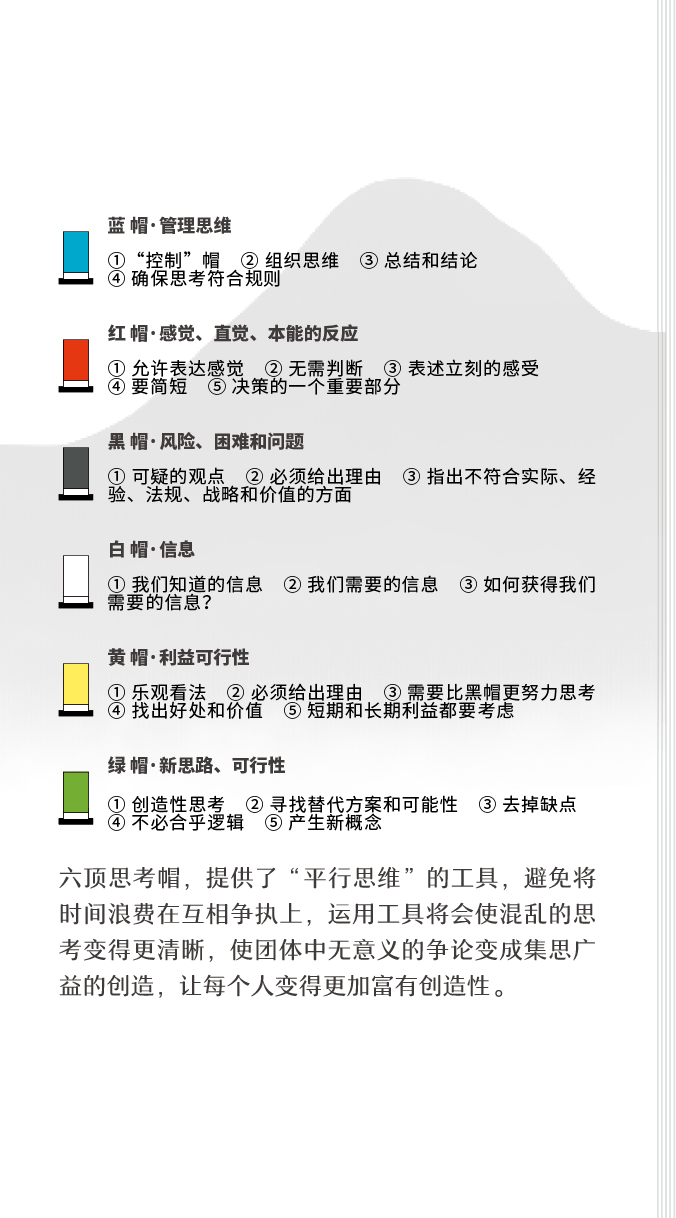 蓝 帽·管理思维
① “控制”帽 ② 组织思维 ③ 总结和结论
④ 确保思考符合规则
红 帽·感觉、直觉、本能的反应
① 允许表达感觉 ② 无需判断 ③ 表述立刻的感受
④ 要简短 ⑤ 决策的一个重要部分
黑 帽·风险、困难和问题
① 可疑的观点 ② 必须给出理由 ③ 指出不符合实际、经
验、法规、战略和价值的方面
白 帽·信息
① 我们知道的信息 ② 我们需要的信息 ③ 如何获得我们
需要的信息？
黄 帽·利益可行性
① 乐观看法 ② 必须给出理由 ③ 需要比黑帽更努力思考
④ 找出好处和价值 ⑤ 短期和长期利益都要考虑
绿 帽·新思路、可行性
① 创造性思考 ② 寻找替代方案和可能性 ③ 去掉缺点
④ 不必合乎逻辑 ⑤ 产生新概念
六顶思考帽，提供了“平行思维”的工具，避免将
时间浪费在互相争执上，运用工具将会使混乱的思
考变得更清晰，使团体中无意义的争论变成集思广
益的创造，让每个人变得更加富有创造性。